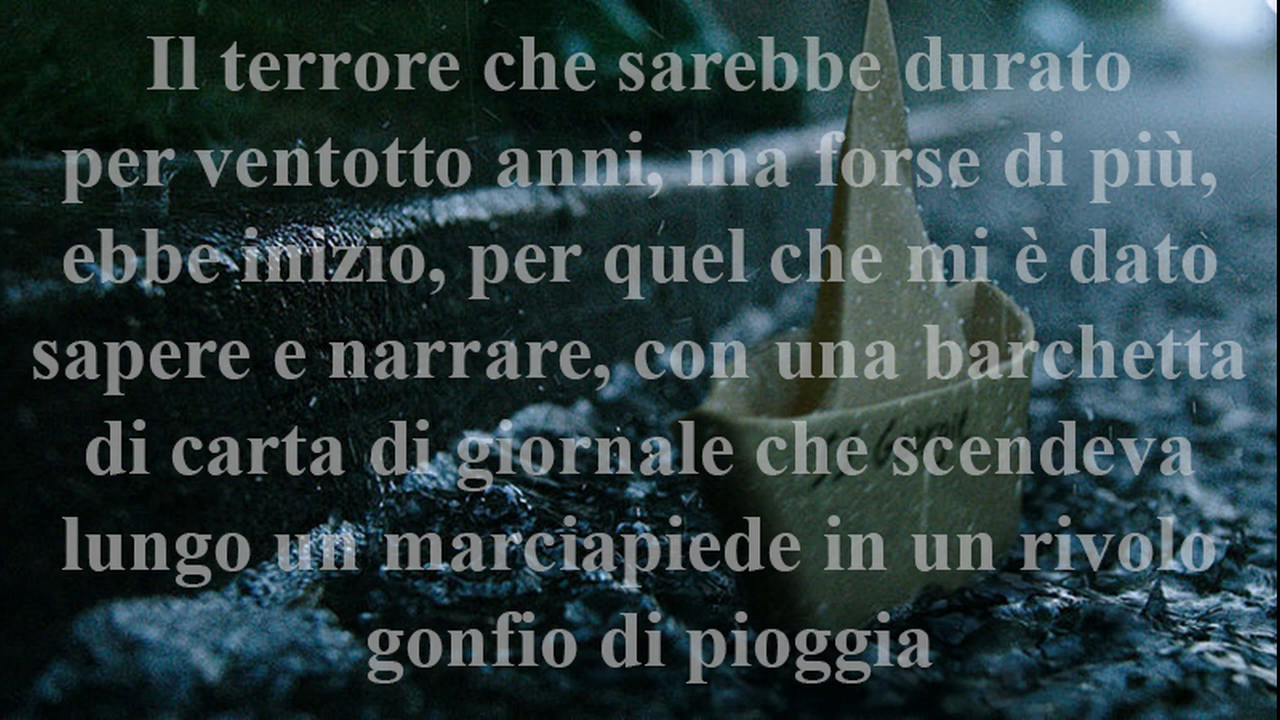 Il terrore che sarebbe durato
per ventotto anni, ma forse di più,
ebbe inizio, per quel che mi è dato
sapere e narrare, con una barchetta
di carta di giornale che scendeva
lungo un marciapiede in un rivolo
gonfio di pioggia